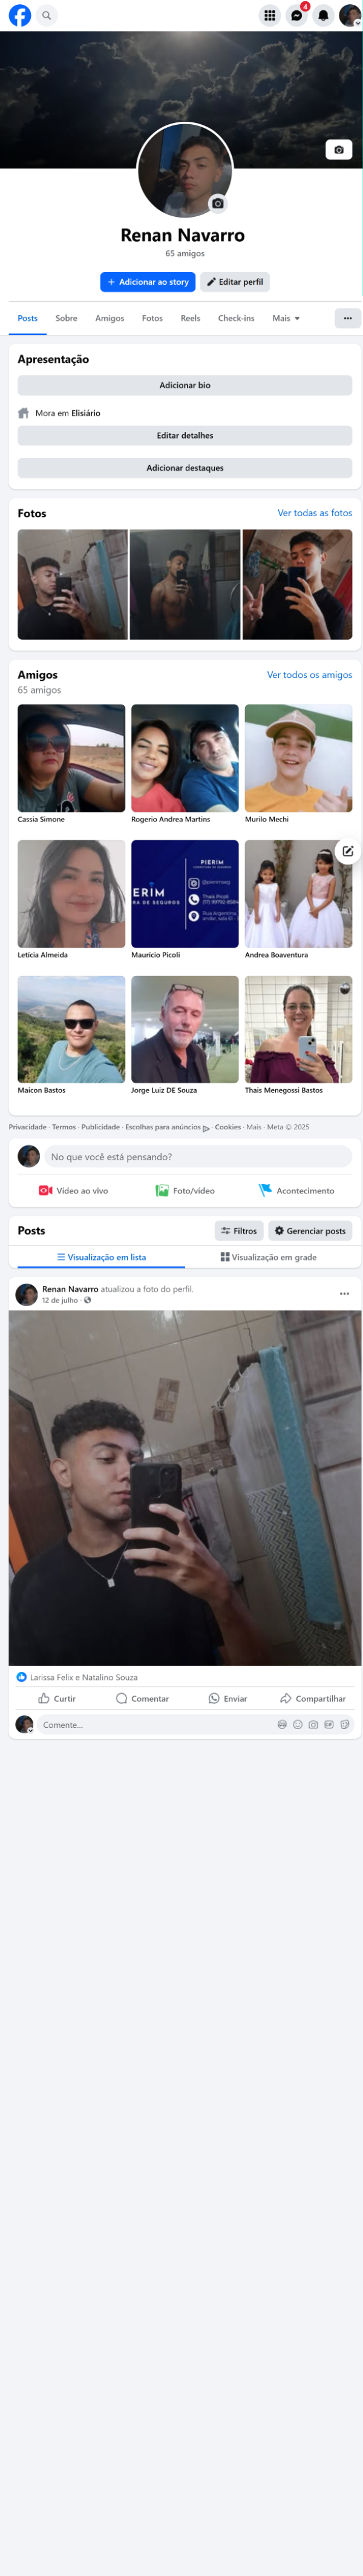 4
Renan Navarro
65 amigos
Adicionar ao story
Editar perfil
Posts
Sobre
Amigos
Fotos
Reels
Check-ins
Mais
Apresentação
Adicionar bio
Mora em Elisiário
Editar detalhes
Adicionar destaques
Fotos
Ver todas as fotos
Amigos
Ver todos os amigos
65 amigos
Cassia Simone
Rogerio Andrea Martins
Murilo Mechi
PIERIM
@pierimseg
ERIM
RA DE SEGUROS
Thaís Picoli
Rua Argentina,
Letícia Almeida
Mauricio Picoli
Andrea Boaventura
Maicon Bastos
Jorge Luiz DE Souza
Thais Menegossi Bastos
Privacidade · Termos · Publicidade · Escolhas para anúncios · Cookies · Mais · Meta © 2025
No que você está pensando?
Vídeo ao vivo
Foto/vídeo
Acontecimento
Posts
Filtros
Gerenciar posts
Visualização em lista
Visualização em grade
Renan Navarro atualizou a foto do perfil.
12 de julho ·
Larissa Felix e Natalino Souza
Curtir
Comentar
Enviar
Compartilhar
Comente...